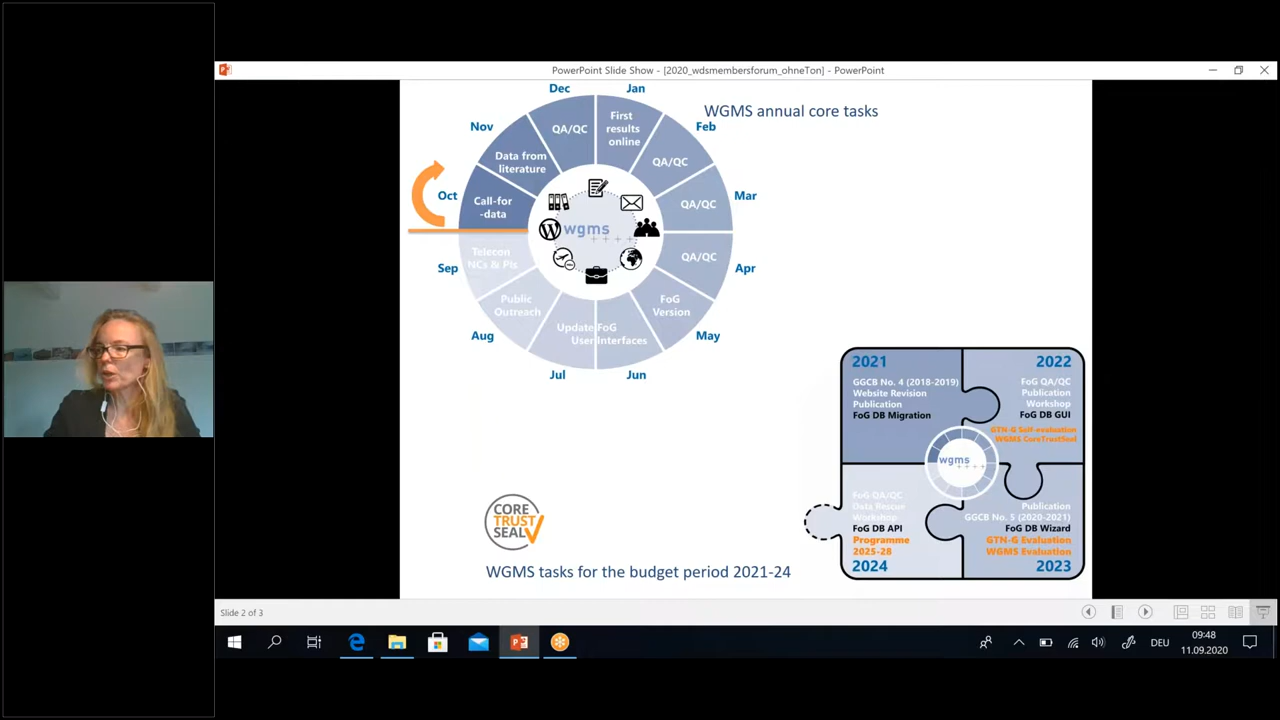 PowerPoint Slide Show - [2020_wdsmembersforum_ohneTon] - PowerPoint
WGMS annual core tasks
Dec
Jan
Nov
Feb
Oct
Mar
Sep
Apr
Aug
May
Jul
Jun
QA/QC
First
results
online
Data from
literature
QA/QC
Call-for
-data
QA/QC
Telecon
NCs & PIs
QA/QC
Public
Outreach
FoG
Version
Update FoG
User Interfaces
wgms
2021
GGCB No. 4 (2018-2019)
Website Revision
Publication
FoG DB Migration
2022
FoG QA/QC
Publication
Workshop
FoG DB GUI
GTN-G Self-evaluation
WGMS CoreTrustSeal
wgms
FoG QA/QC
Data Rescue
Workshop
FoG DB API
Programme
2025-28
2024
Publication
GGCB No. 5 (2020-2021)
FoG DB Wizard
GTN-G Evaluation
WGMS Evaluation
2023
CORE
TRUST
SEAL
WGMS tasks for the budget period 2021-24
Slide 2 of 3
DEU
09:48
11.09.2020